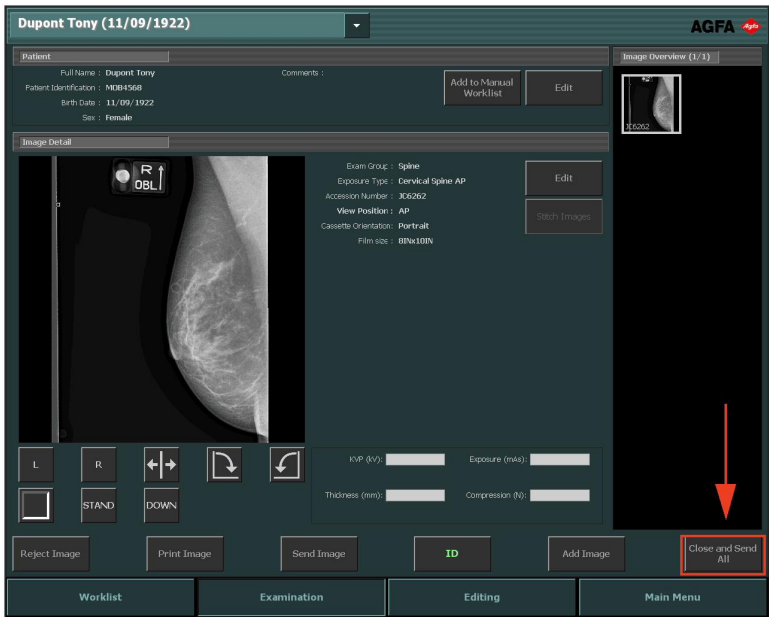 Dupont Tony (11/09/1922)
AGFA
Patient
Full Name : Dupont Tony
Patient Identification : MDB4568
Birth Date : 11/09/1922
Sex : Female
Comments :
Add to Manual
Worklist
Edit
Image Overview (1/1)
JC6262
Image Detail
R
OBL
Exam Group : Spine
Exposure Type : Cervical Spine AP
Accession Number : JC6262
View Position : AP
Cassette Orientation: Portrait
Film size : 8INx10IN
Edit
Stitch Images
L
R
STAND
DOWN
KVP (kV):
Exposure (mAs):
Thickness (mm):
Compression (N):
Reject Image
Print Image
Send Image
ID
Add Image
Close and Send
All
Worklist
Examination
Editing
Main Menu